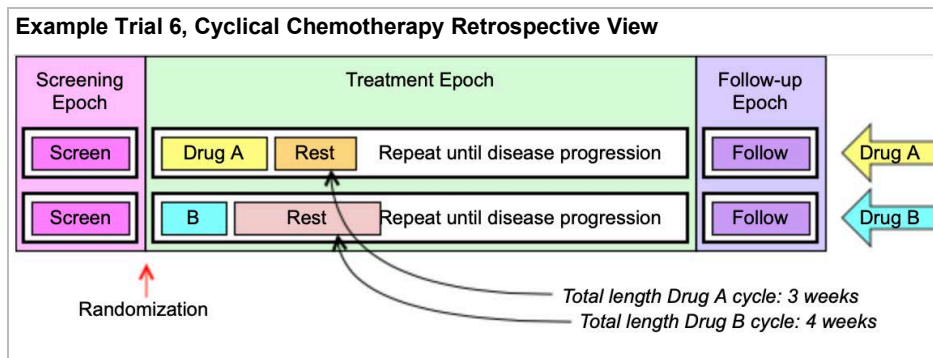 Example Trial 6, Cyclical Chemotherapy Retrospective View
Screening Epoch
Treatment Epoch
Follow-up Epoch
Screen
Drug A
Rest
Repeat until disease progression
Follow
Drug A
Screen
B
Rest
Repeat until disease progression
Follow
Drug B
Randomization
Total length Drug A cycle: 3 weeks
Total length Drug B cycle: 4 weeks